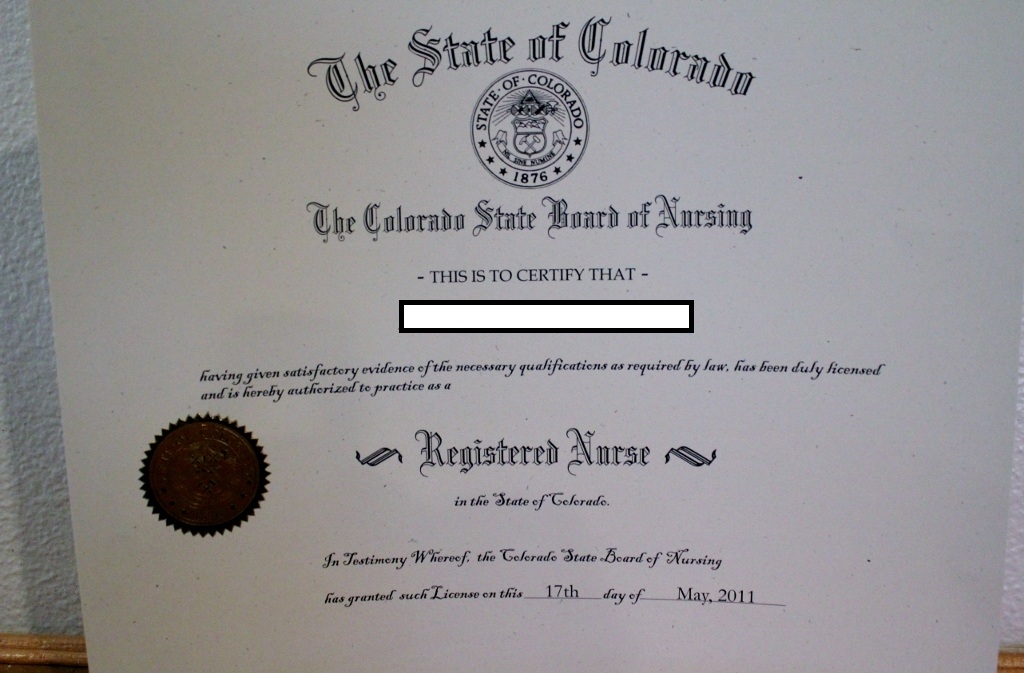 The State of Colorado
STATE·OF·COLORADO
NIL SINE NUMINE
1876
The Colorado State Board of Nursing
- THIS IS TO CERTIFY THAT -
having given satisfactory evidence of the necessary qualifications as required by law, has been duly licensed
and is hereby authorized to practice as a
Registered Nurse
in the State of Colorado.
In Testimony Whereof, the Colorado State Board of Nursing
has granted such License on this 17th day of May, 2011